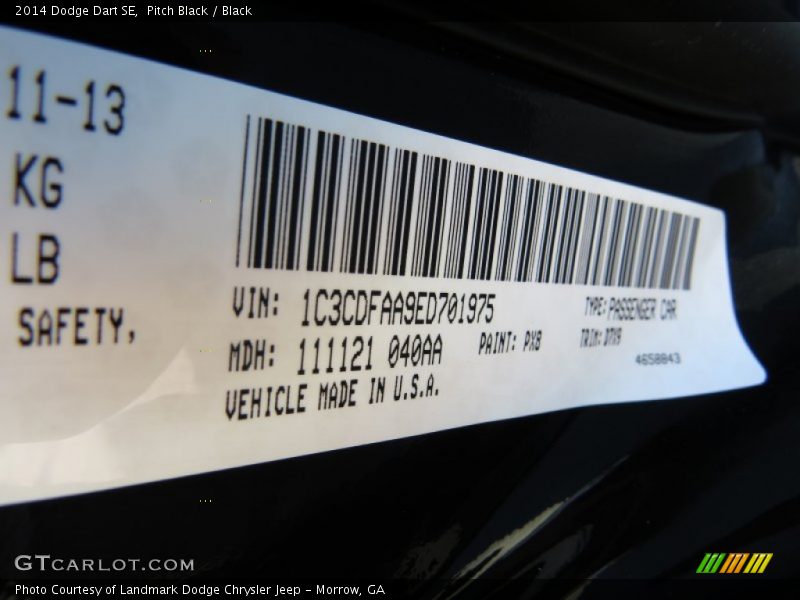 2014 Dodge Dart SE, Pitch Black / Black
11-13
KG
LB
SAFETY,
VIN: 1C3CDFAA9ED701975
TYPE: PASSENGER CAR
MDH: 111121 040AA
PAINT: PX8
TRIM: DTX9
4658843
VEHICLE MADE IN U.S.A.
GTCARLOT.COM
Photo Courtesy of Landmark Dodge Chrysler Jeep - Morrow, GA